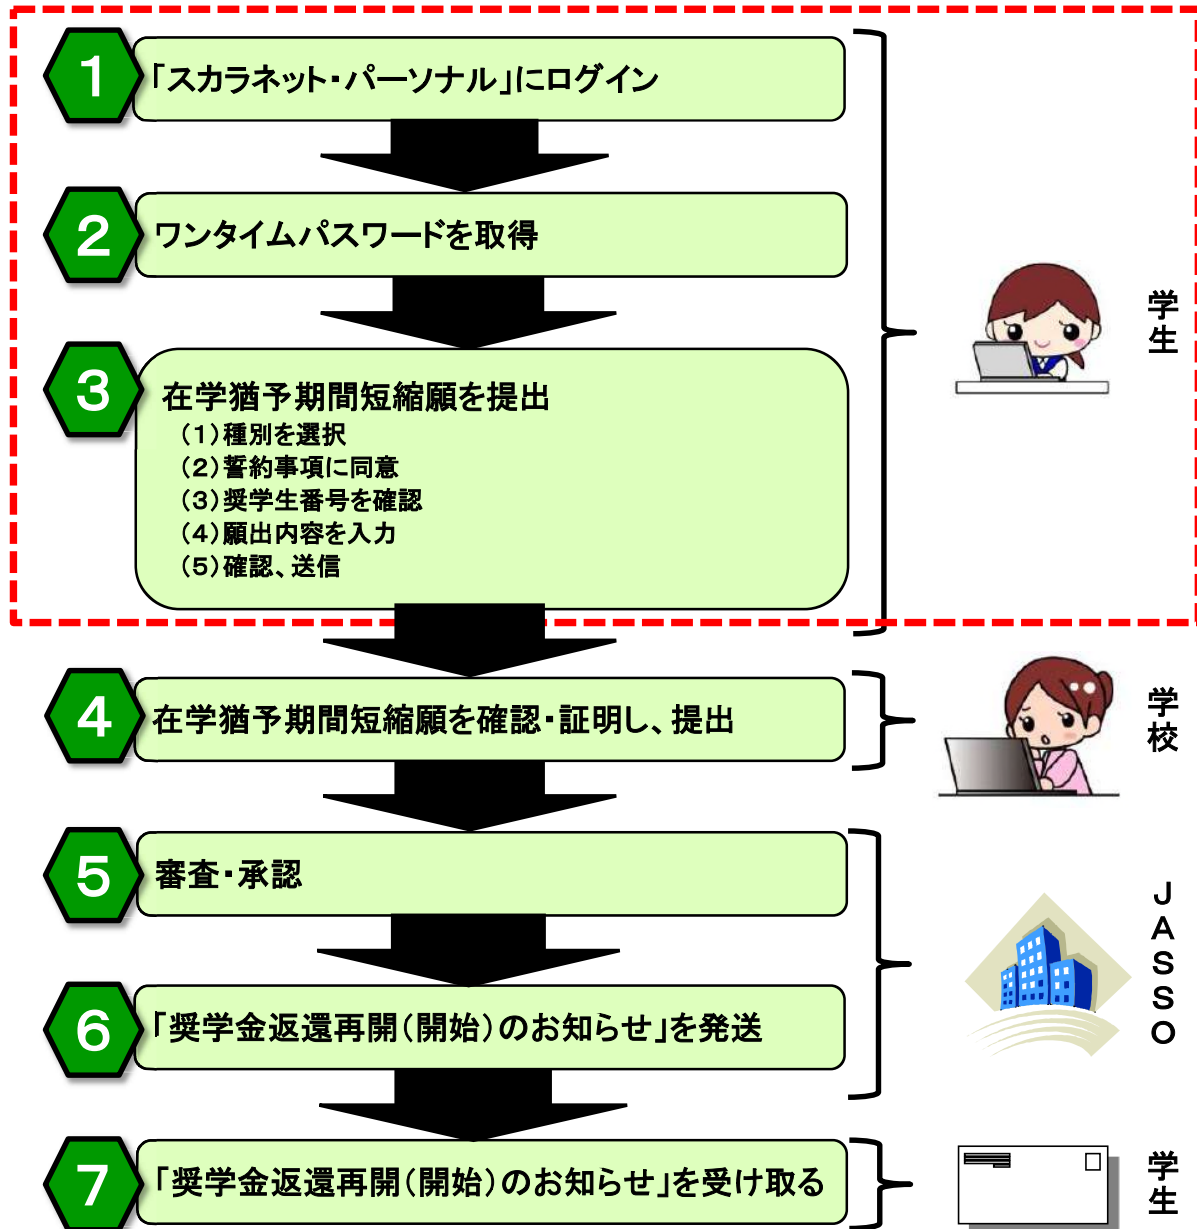 1
「スカラネット・パーソナル」にログイン
2
ワンタイムパスワードを取得
3
在学猶予期間短縮願を提出
(1)種別を選択
(2)誓約事項に同意
(3)奨学生番号を確認
(4)願出内容を入力
(5)確認、送信
学生
4
在学猶予期間短縮願を確認・証明し、提出
学校
5
審査・承認
6
「奨学金返還再開(開始)のお知らせ」を発送
JASSO
7
「奨学金返還再開(開始)のお知らせ」を受け取る
学生